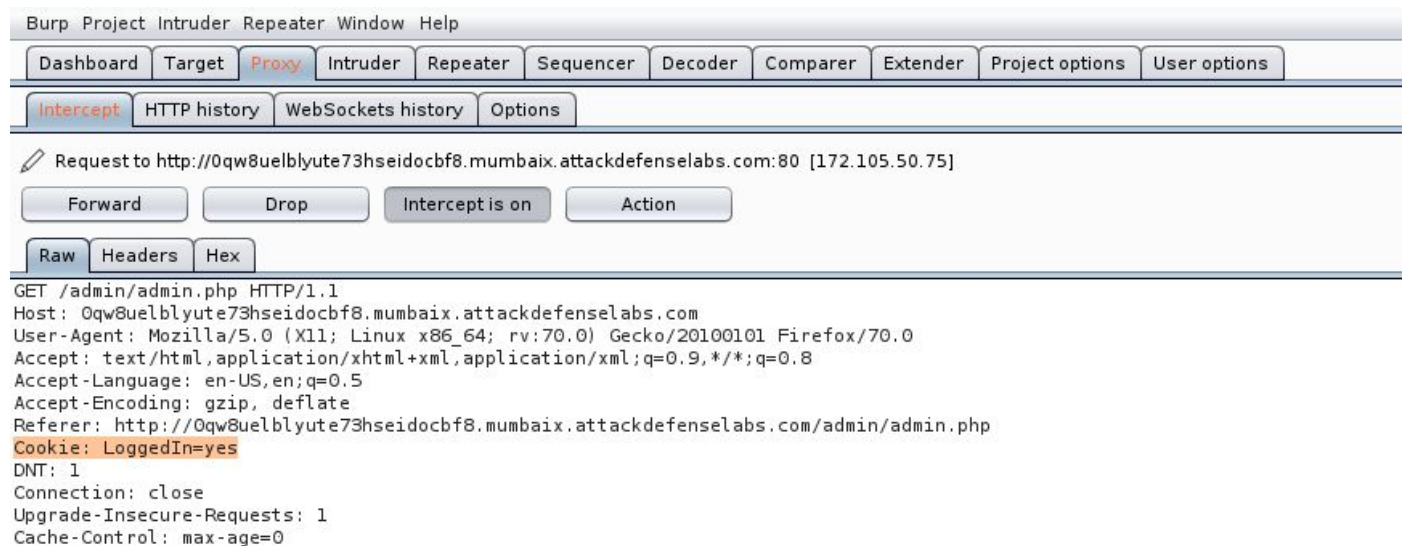 Burp Project Intruder Repeater Window Help
Dashboard Target Proxy Intruder Repeater Sequencer Decoder Comparer Extender Project options User options
Intercept HTTP history WebSockets history Options
Request to http://0qw8uelblyute73hseidocbf8.mumbaix.attackdefenselabs.com:80 [172.105.50.75]
Forward Drop Intercept is on Action
Raw Headers Hex
GET /admin/admin.php HTTP/1.1
Host: 0qw8uelblyute73hseidocbf8.mumbaix.attackdefenselabs.com
User-Agent: Mozilla/5.0 (X11; Linux x86_64; rv:70.0) Gecko/20100101 Firefox/70.0
Accept: text/html,application/xhtml+xml,application/xml;q=0.9,*/*;q=0.8
Accept-Language: en-US,en;q=0.5
Accept-Encoding: gzip, deflate
Referer: http://0qw8uelblyute73hseidocbf8.mumbaix.attackdefenselabs.com/admin/admin.php
Cookie: LoggedIn=yes
DNT: 1
Connection: close
Upgrade-Insecure-Requests: 1
Cache-Control: max-age=0